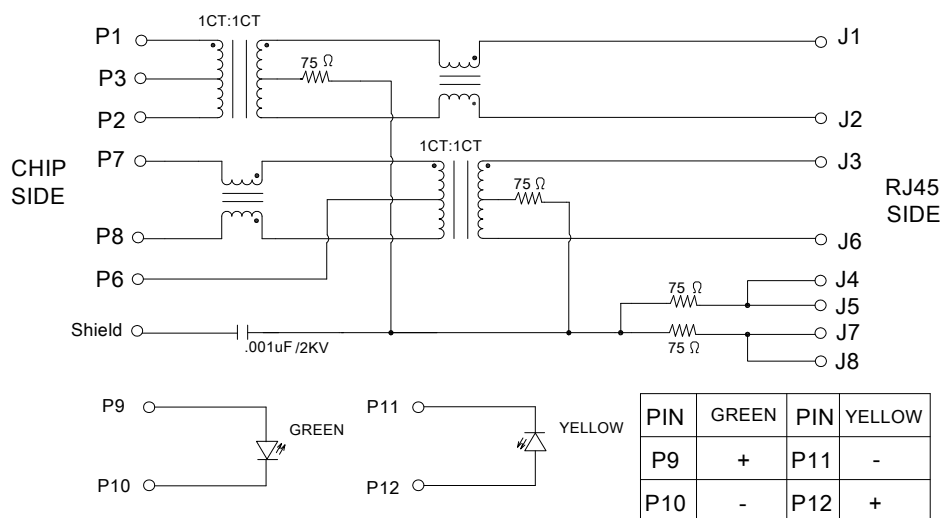 1CT:1CT
P1
J1
75 Ω
P3
P2
J2
1CT:1CT
P7
J3
CHIP
SIDE
75 Ω
RJ45
SIDE
P8
J6
P6
J4
75 Ω
J5
Shield
J7
.001uF/2KV
75 Ω
J8
P9
P11
GREEN
YELLOW
P10
P12
PIN GREEN PIN YELLOW
P9 + P11 -
P10 - P12 +